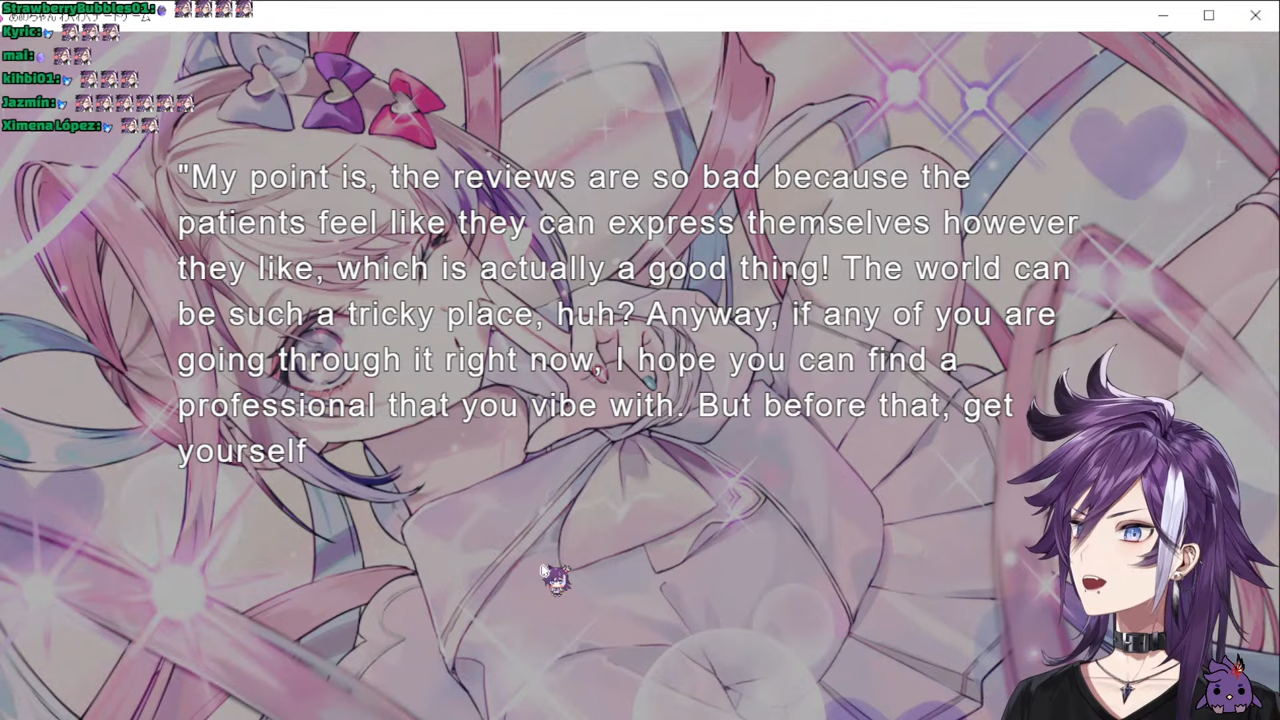 StrawberryBubbles01:
Kyric:
mai:
kihbi01:
Jazmín:
Ximena López:
"My point is, the reviews are so bad because the
patients feel like they can express themselves however
they like, which is actually a good thing! The world can
be such a tricky place, huh? Anyway, if any of you are
going through it right now, I hope you can find a
professional that you vibe with. But before that, get
yourself